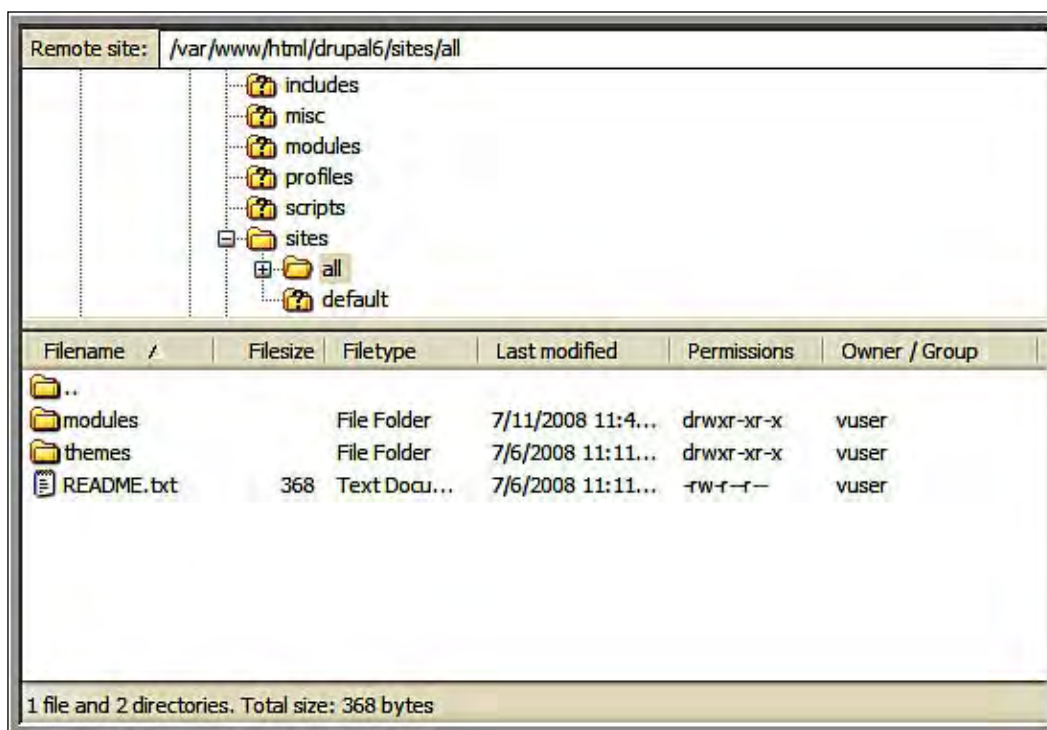 Remote site: /var/www/html/drupal6/sites/all
includes
misc
modules
profiles
scripts
sites
all
default
Filename / Filesize Filetype Last modified Permissions Owner / Group
..
modules File Folder 7/11/2008 11:4... drwxr-xr-x vuser
themes File Folder 7/6/2008 11:11... drwxr-xr-x vuser
README.txt 368 Text Docu... 7/6/2008 11:11... -rw-r--r-- vuser
1 file and 2 directories. Total size: 368 bytes